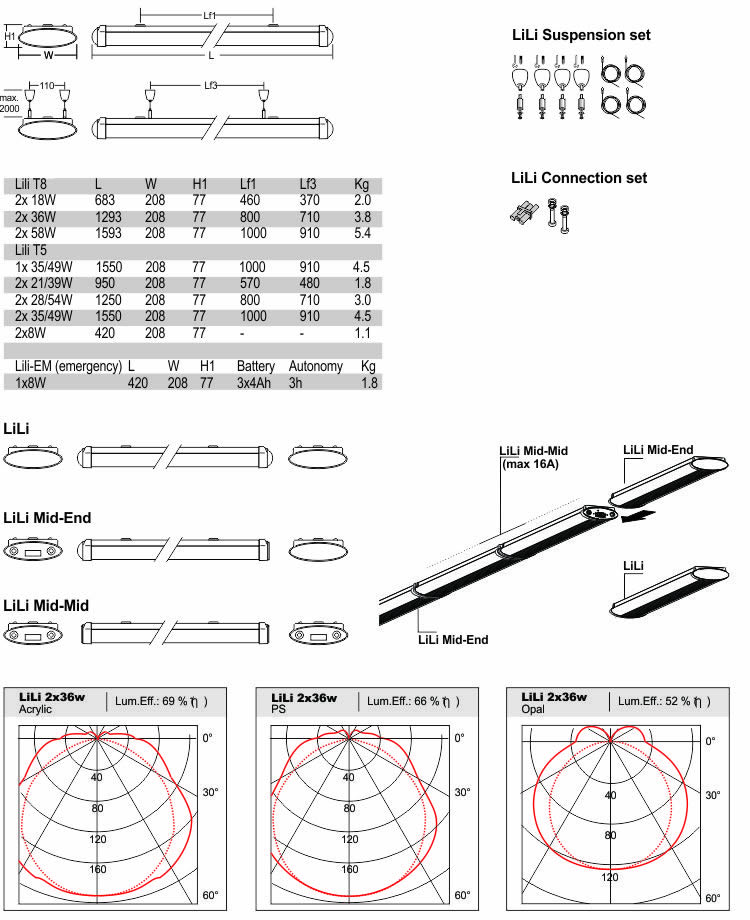 Lf1
H1
W
L
LiLi Suspension set
110
Lf3
max.
2000
LiLi Connection set
Lili T8 L W H1 Lf1 Lf3 Kg
2x 18W 683 208 77 460 370 2.0
2x 36W 1293 208 77 800 710 3.8
2x 58W 1593 208 77 1000 910 5.4
Lili T5
1x 35/49W 1550 208 77 1000 910 4.5
2x 21/39W 950 208 77 570 480 1.8
2x 28/54W 1250 208 77 800 710 3.0
2x 35/49W 1550 208 77 1000 910 4.5
2x8W 420 208 77 - - 1.1
Lili-EM (emergency) L W H1 Battery Autonomy Kg
1x8W 420 208 77 3x4Ah 3h 1.8
LiLi
LiLi Mid-End
LiLi Mid-Mid
LiLi Mid-Mid
(max 16A)
LiLi Mid-End
LiLi
LiLi Mid-End
LiLi 2x36w
Acrylic
Lum.Eff.: 69 % (η )
0°
30°
60°
40
80
120
160
LiLi 2x36w
PS
Lum.Eff.: 66 % (η )
0°
30°
60°
40
80
120
160
LiLi 2x36w
Opal
Lum.Eff.: 52 % (η )
0°
30°
60°
40
80
120